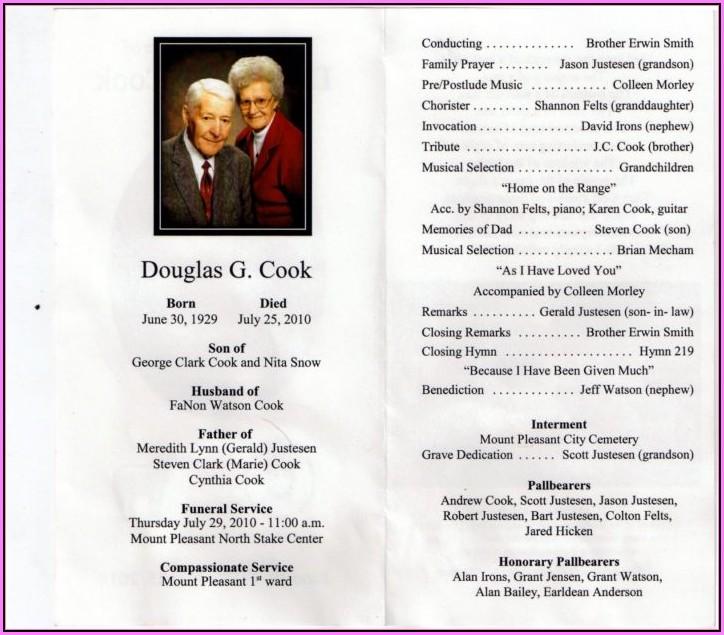 Douglas G. Cook
Born Died
June 30, 1929 July 25, 2010
Son of
George Clark Cook and Nita Snow
Husband of
FaNon Watson Cook
Father of
Meredith Lynn (Gerald) Justesen
Steven Clark (Marie) Cook
Cynthia Cook
Funeral Service
Thursday July 29, 2010 - 11:00 a.m.
Mount Pleasant North Stake Center
Compassionate Service
Mount Pleasant 1st ward
Conducting . . . . . . . . . . . . . . Brother Erwin Smith
Family Prayer . . . . . . . . Jason Justesen (grandson)
Pre/Postlude Music . . . . . . . . . . . . Colleen Morley
Chorister . . . . . . . . . Shannon Felts (granddaughter)
Invocation . . . . . . . . . . . . . . . David Irons (nephew)
Tribute . . . . . . . . . . . . . . . . . . . J.C. Cook (brother)
Musical Selection . . . . . . . . . . . . . . . Grandchildren
“Home on the Range”
Acc. by Shannon Felts, piano; Karen Cook, guitar
Memories of Dad . . . . . . . . . . . Steven Cook (son)
Musical Selection . . . . . . . . . . . . . . . Brian Mecham
“As I Have Loved You”
Accompanied by Colleen Morley
Remarks . . . . . . . . . . Gerald Justesen (son- in- law)
Closing Remarks . . . . . . . . . . . . Brother Erwin Smith
Closing Hymn . . . . . . . . . . . . . . . . . . . . Hymn 219
“Because I Have Been Given Much”
Benediction . . . . . . . . . . . . . Jeff Watson (nephew)
Interment
Mount Pleasant City Cemetery
Grave Dedication . . . . . . Scott Justesen (grandson)
Pallbearers
Andrew Cook, Scott Justesen, Jason Justesen,
Robert Justesen, Bart Justesen, Colton Felts,
Jared Hicken
Honorary Pallbearers
Alan Irons, Grant Jensen, Grant Watson,
Alan Bailey, Earldean Anderson